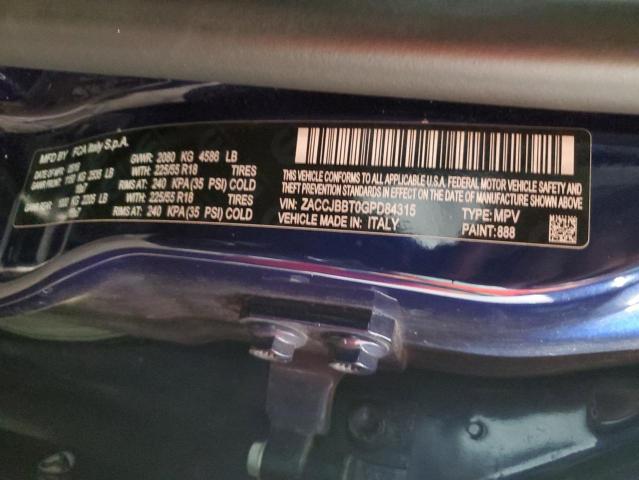 MFD BY FCA Italy S.p.A.
GVWR: 2080 KG 4586 LB
WITH: 225/55 R18 TIRES
RIMS AT: 240 KPA(35 PSI) COLD
WITH: 225/55 R18 TIRES
RIMS AT: 240 KPA(35 PSI) COLD
THIS VEHICLE CONFORMS TO ALL APPLICABLE U.S.A. FEDERAL MOTOR VEHICLE SAFETY,
BUMPER, AND THEFT PREVENTION STANDARDS IN EFFECT ON THE DATE OF MANUFACTURE SHOWN ABOVE.
VIN: ZACCJBBT0GPD84315 TYPE: MPV
VEHICLE MADE IN: ITALY PAINT:888